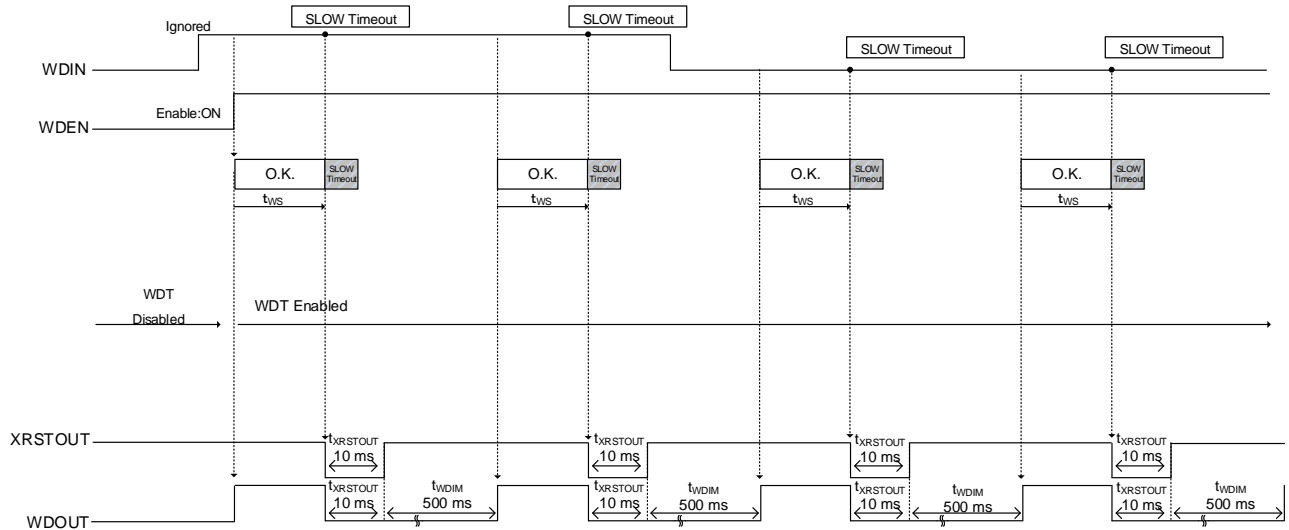 SLOW Timeout
SLOW Timeout
Ignored
SLOW Timeout
SLOW Timeout
WDIN
Enable:ON
WDEN
O.K.
SLOW
Timeout
O.K.
SLOW
Timeout
O.K.
SLOW
Timeout
O.K.
SLOW
Timeout
tWS
tWS
tWS
tWS
WDT
Disabled
WDT Enabled
XRSTOUT
tXRSTOUT
10 ms
tXRSTOUT
10 ms
tXRSTOUT
10 ms
tXRSTOUT
10 ms
WDOUT
tXRSTOUT
10 ms
tWDIM
500 ms
tXRSTOUT
10 ms
tWDIM
500 ms
tXRSTOUT
10 ms
tWDIM
500 ms
tXRSTOUT
10 ms
tWDIM
500 ms